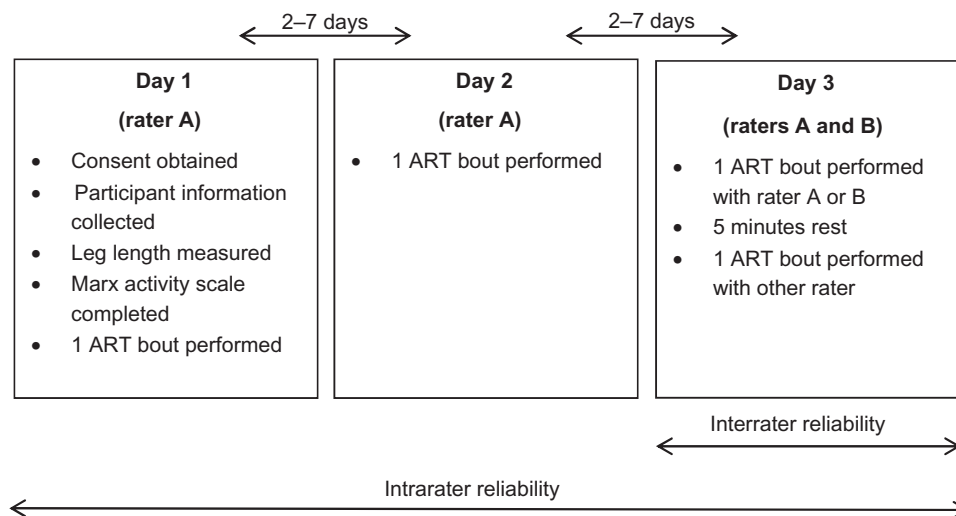 2–7 days
2–7 days
Day 1
(rater A)
• Consent obtained
• Participant information
collected
• Leg length measured
• Marx activity scale
completed
• 1 ART bout performed
Day 2
(rater A)
• 1 ART bout performed
Day 3
(raters A and B)
• 1 ART bout performed
with rater A or B
• 5 minutes rest
• 1 ART bout performed
with other rater
Interrater reliability
Intrarater reliability